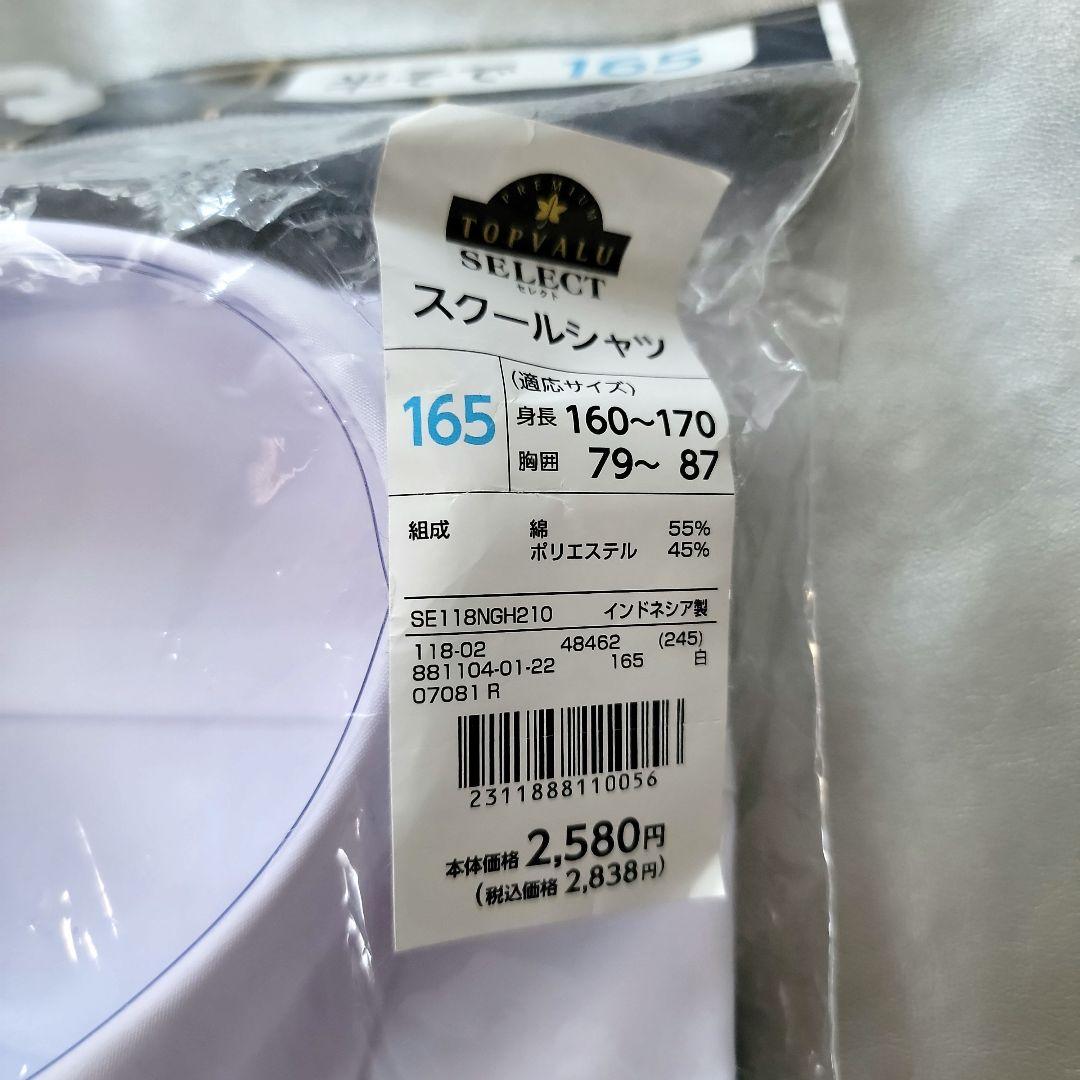 165
PREMIUM
TOPVALU
SELECT
セレクト
スクールシャツ
165
(適応サイズ)
身長 160～170
胸囲 79～ 87
組成 綿 55%
ポリエステル 45%
SE118NGH210 インドネシア製
118-02 48462 (245)
881104-01-22 165 白
07081 R
2311888110056
本体価格 2,580円
(税込価格 2,838円)